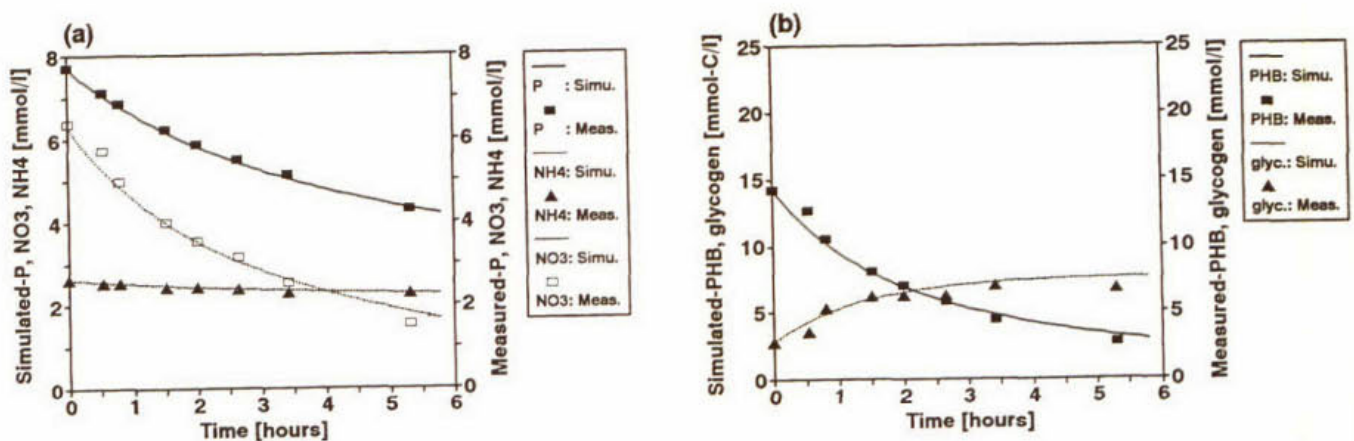 (a)
Simulated-P, NO3, NH4 [mmol/l]
8
6
4
2
0
0 1 2 3 4 5 6
Time [hours]
8
6
4
2
0
Measured-P, NO3, NH4 [mmol/l]
P : Simu.
P : Meas.
NH4: Simu.
NH4: Meas.
NO3: Simu.
NO3: Meas.
(b)
Simulated-PHB, glycogen [mmol-C/l]
25
20
15
10
5
0
0 1 2 3 4 5 6
Time [hours]
25
20
15
10
5
0
Measured-PHB, glycogen [mmol/l]
PHB: Simu.
PHB: Meas.
glyc.: Simu.
glyc.: Meas.